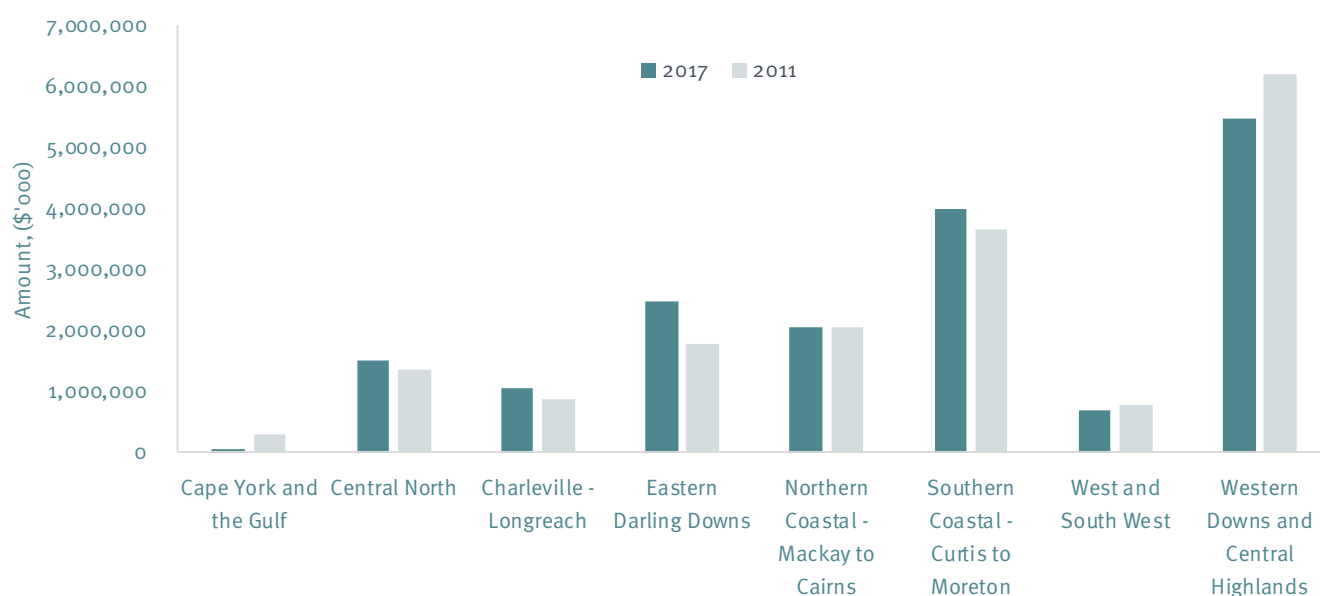 7,000,000
6,000,000
5,000,000
4,000,000
3,000,000
2,000,000
1,000,000
0
Amount, ($'000)
2017 2011
Cape York and
the Gulf
Central North
Charleville -
Longreach
Eastern
Darling Downs
Northern
Coastal -
Mackay to
Cairns
Southern
Coastal -
Curtis to
Moreton
West and
South West
Western
Downs and
Central
Highlands